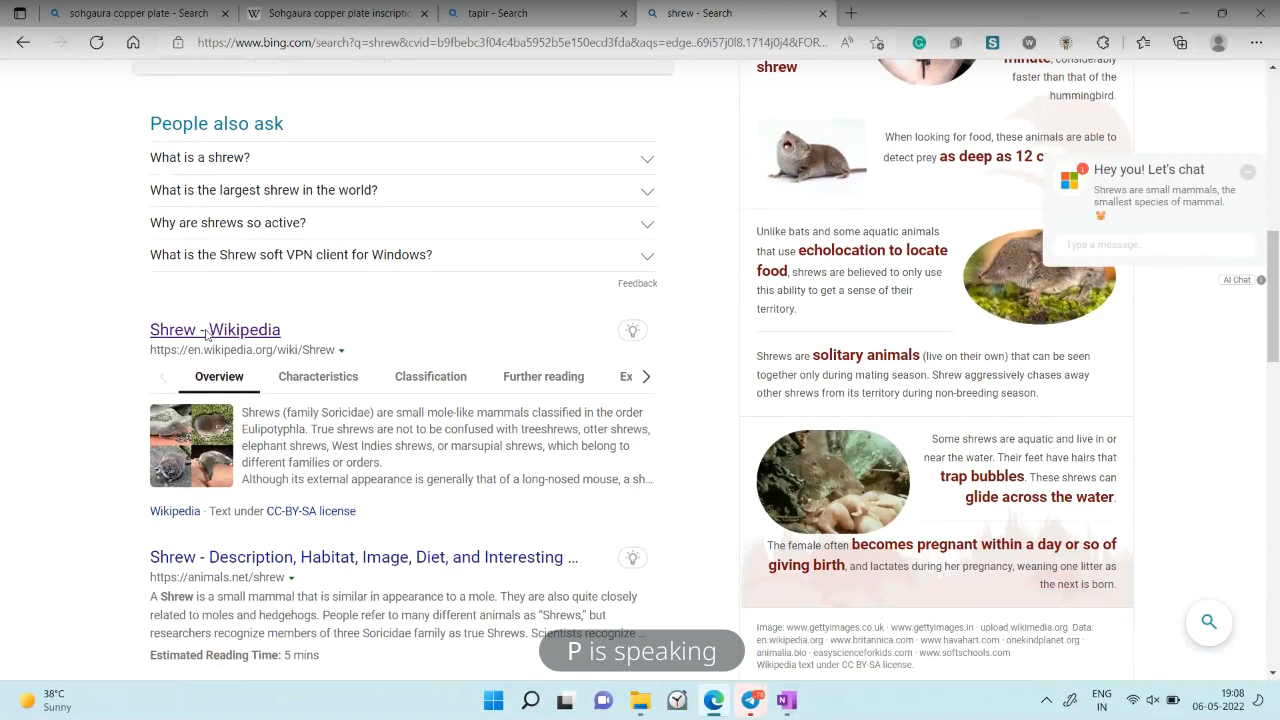 sohgaura copper plate - Search
sohgaura copper plate inscriptic
tapir - Search
shrew - Search
https://www.bing.com/search?q=shrew&cvid=b9fbebc3f04c4ba5952bc154eebcfda4&aqs=edge..69i57j0l8.1714j0j4&FOR...
People also ask
What is a shrew?
What is the largest shrew in the world?
Why are shrews so active?
What is the Shrew soft VPN client for Windows?
Feedback
Shrew - Wikipedia
https://en.wikipedia.org/wiki/Shrew
Overview Characteristics Classification Further reading Ex
Shrews (family Soricidae) are small mole-like mammals classified in the order
Eulipotyphla. True shrews are not to be confused with treeshrews, otter shrews,
elephant shrews, West Indies shrews, or marsupial shrews, which belong to
different families or orders.
Although its external appearance is generally that of a long-nosed mouse, a sh...
Wikipedia · Text under CC-BY-SA license
Shrew - Description, Habitat, Image, Diet, and Interesting ...
https://animals.net/shrew
A Shrew is a small mammal that is similar in appearance to a mole. They are also quite closely
related to moles and hedgehogs. People refer to many different animals as “Shrews,” but
researchers recognize members of three Soricidae family as true Shrews. Scientists recognize ...
Estimated Reading Time: 5 mins
shrew
minute, considerably
faster than that of the
hummingbird.
When looking for food, these animals are able to
detect prey as deep as 12 c
Unlike bats and some aquatic animals
that use echolocation to locate
food, shrews are believed to only use
this ability to get a sense of their
territory.
Shrews are solitary animals (live on their own) that can be seen
together only during mating season. Shrew aggressively chases away
other shrews from its territory during non-breeding season.
Some shrews are aquatic and live in or
near the water. Their feet have hairs that
trap bubbles. These shrews can
glide across the water.
The female often becomes pregnant within a day or so of
giving birth, and lactates during her pregnancy, weaning one litter as
the next is born.
Image: www.gettyimages.co.uk · www.gettyimages.in · upload.wikimedia.org. Data:
en.wikipedia.org · www.britannica.com · www.havahart.com · onekindplanet.org ·
animalia.bio · easyscienceforkids.com · www.softschools.com
Wikipedia text under CC BY-SA license.
1
Hey you! Let's chat
Shrews are small mammals, the
smallest species of mammal.
Type a message.
AI Chat
P is speaking
38°C
Sunny
78
ENG
IN
19:08
06-05-2022